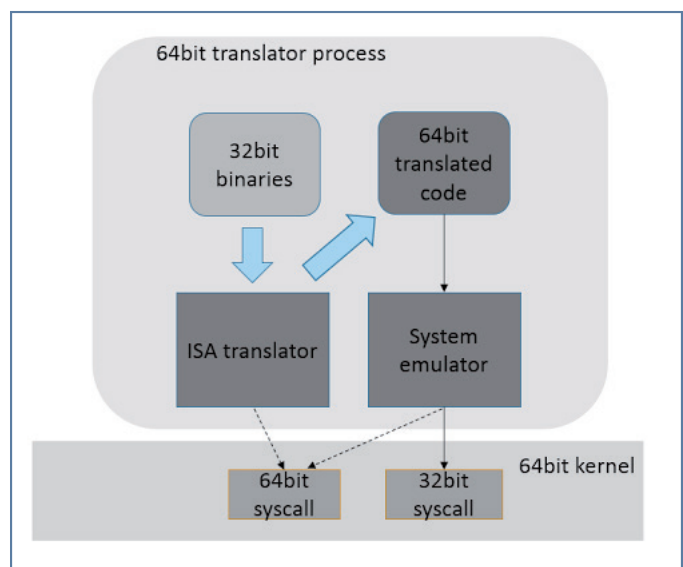 64bit translator process
32bit
binaries
64bit
translated
code
ISA translator
System
emulator
64bit kernel
64bit
syscall
32bit
syscall